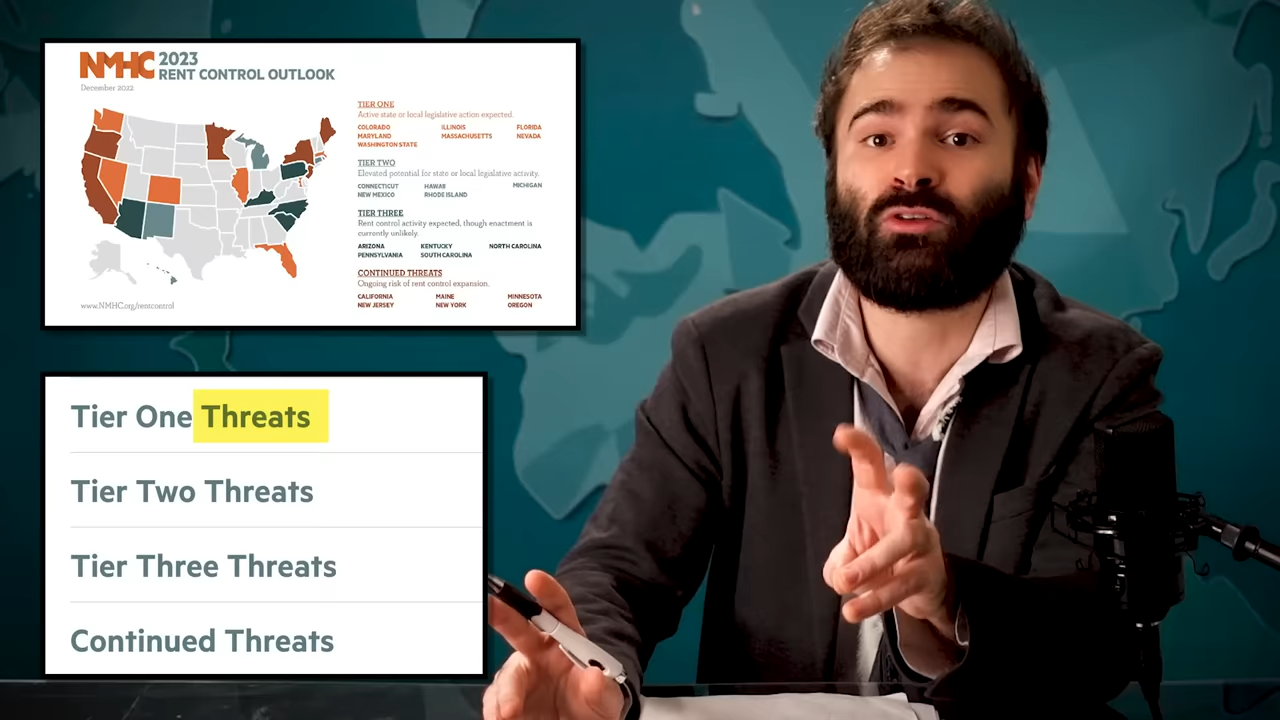 NMHC 2023
RENT CONTROL OUTLOOK
December 2022
TIER ONE
Active state or local legislative action expected.
COLORADO ILLINOIS FLORIDA
MARYLAND MASSACHUSETTS NEVADA
WASHINGTON STATE
TIER TWO
Elevated potential for state or local legislative activity.
CONNECTICUT HAWAII MICHIGAN
NEW MEXICO RHODE ISLAND
TIER THREE
Rent control activity expected, though enactment is
currently unlikely.
ARIZONA KENTUCKY NORTH CAROLINA
PENNSYLVANIA SOUTH CAROLINA
CONTINUED THREATS
Ongoing risk of rent control expansion.
CALIFORNIA MAINE MINNESOTA
NEW JERSEY NEW YORK OREGON
www.NMHC.org/rentcontrol
Tier One Threats
Tier Two Threats
Tier Three Threats
Continued Threats